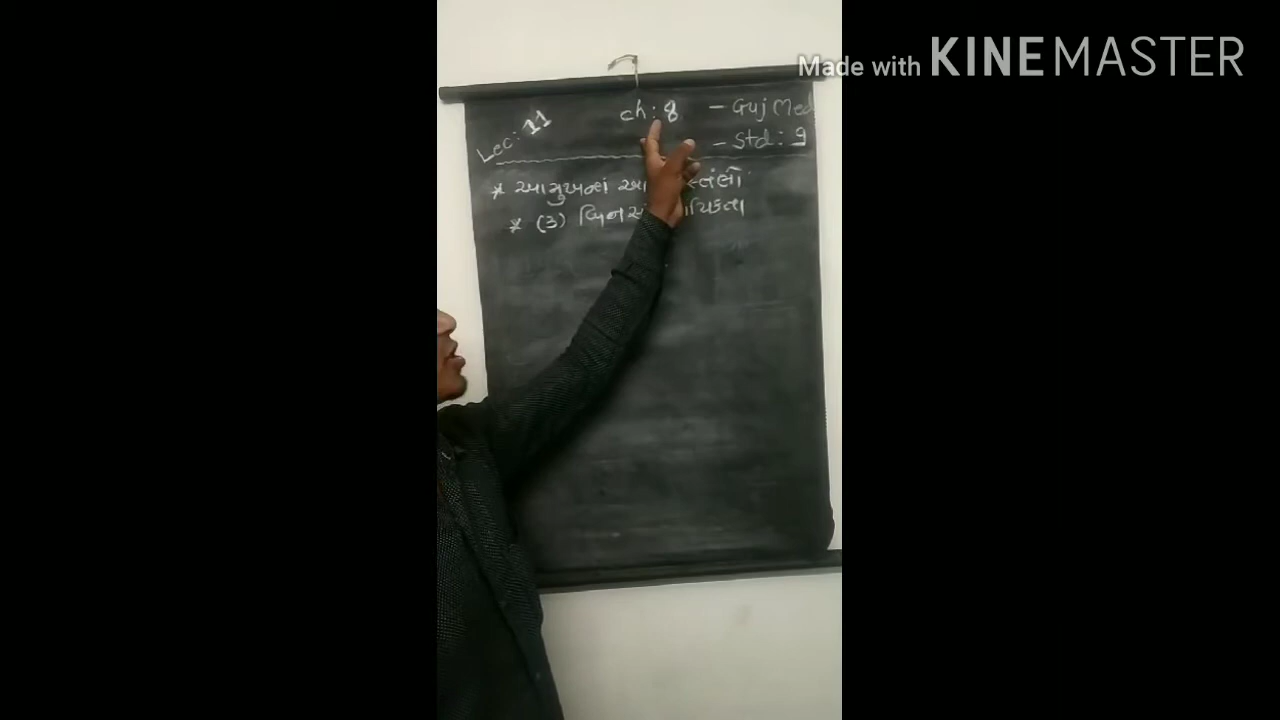 Made with KINEMASTER
Lec: 11
ch: 8
- Guj Med
- Std: 9
* આમુખનાં
* (3)